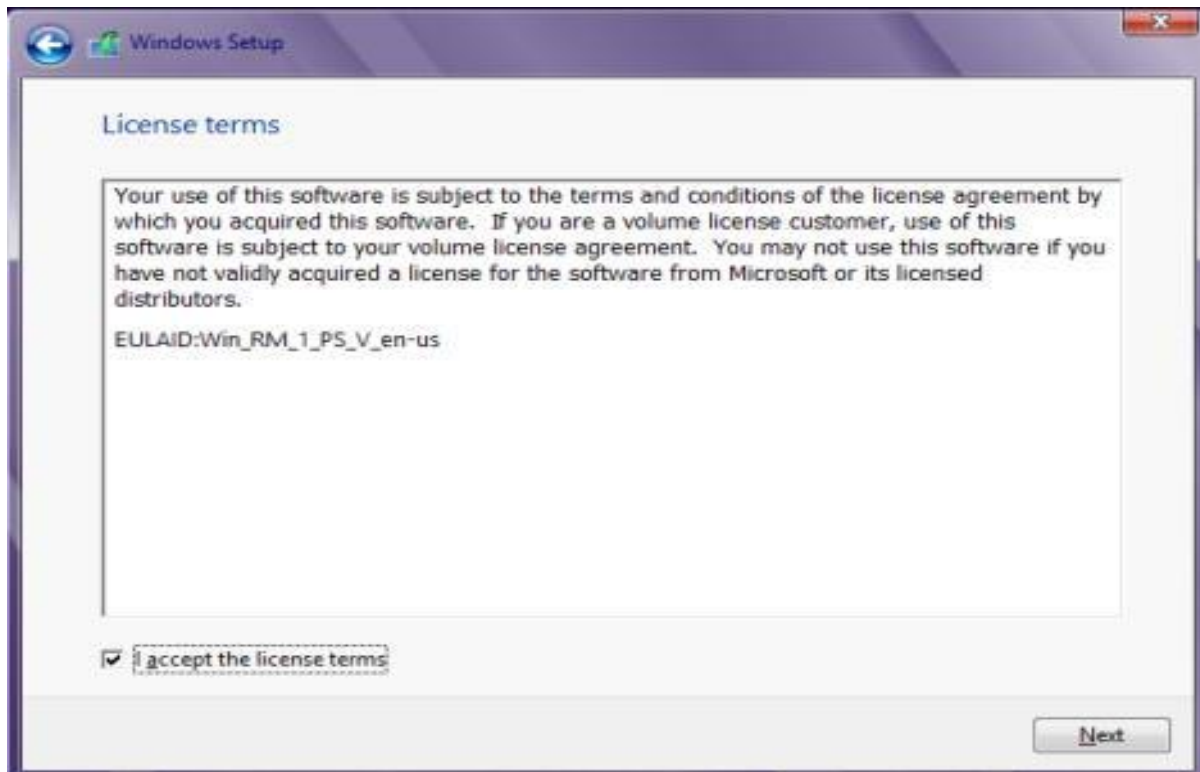 Windows Setup
License terms
Your use of this software is subject to the terms and conditions of the license agreement by
which you acquired this software.  If you are a volume license customer, use of this
software is subject to your volume license agreement.  You may not use this software if you
have not validly acquired a license for the software from Microsoft or its licensed
distributors.
EULAID:Win_RM_1_PS_V_en-us
I accept the license terms
Next